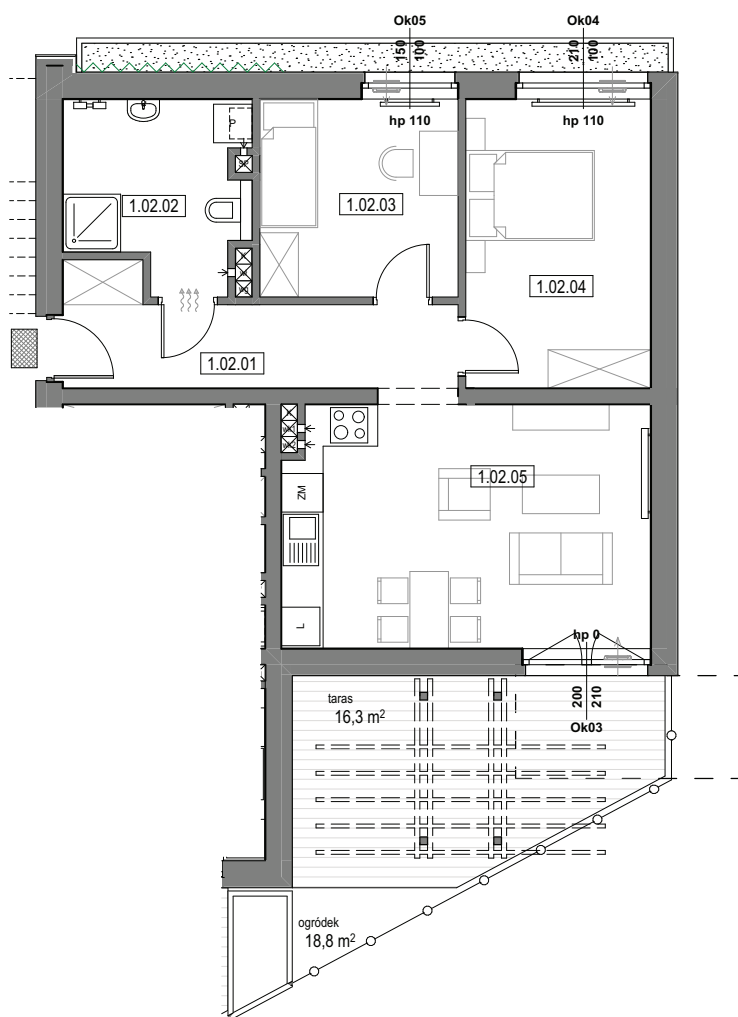 Ok05
Ok04
150
100
210
100
hp 110
hp 110
1.02.02
1.02.03
1.02.04
1.02.01
1.02.05
ZM
L
hp 0
200
210
Ok03
taras
16,3 m²
ogródek
18,8 m²